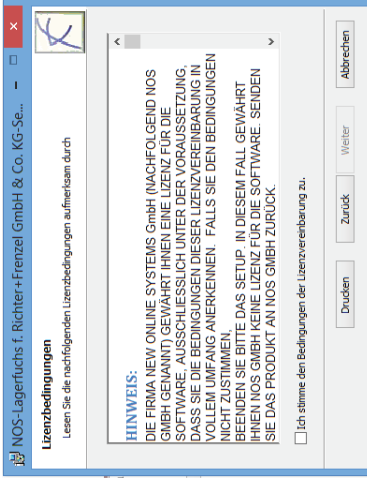 NOS-Lagerfuchs f. Richter+Frenzel GmbH & Co. KG-Se...
Lizenzbedingungen
Lesen Sie die nachfolgenden Lizenzbedingungen aufmerksam durch
HINWEIS:
DIE FIRMA NEW ONLINE SYSTEMS GmbH (NACHFOLGEND NOS
GMBH GENANNT) GEWÄHRT IHNEN EINE LIZENZ FÜR DIE
SOFTWARE, AUSSCHLIESSLICH UNTER DER VORAUSSETZUNG,
DASS SIE DIE BEDINGUNGEN DIESER LIZENZVEREINBARUNG IN
VOLLEM UMFANG ANERKENNEN. FALLS SIE DEN BEDINGUNGEN
NICHT ZUSTIMMEN,
BEENDEN SIE BITTE DAS SETUP. IN DIESEM FALL GEWÄHRT
IHNEN NOS GMBH KEINE LIZENZ FÜR DIE SOFTWARE. SENDEN
SIE DAS PRODUKT AN NOS GMBH ZURÜCK.
Ich stimme den Bedingungen der Lizenzvereinbarung zu.
Drucken Zurück Weiter Abbrechen